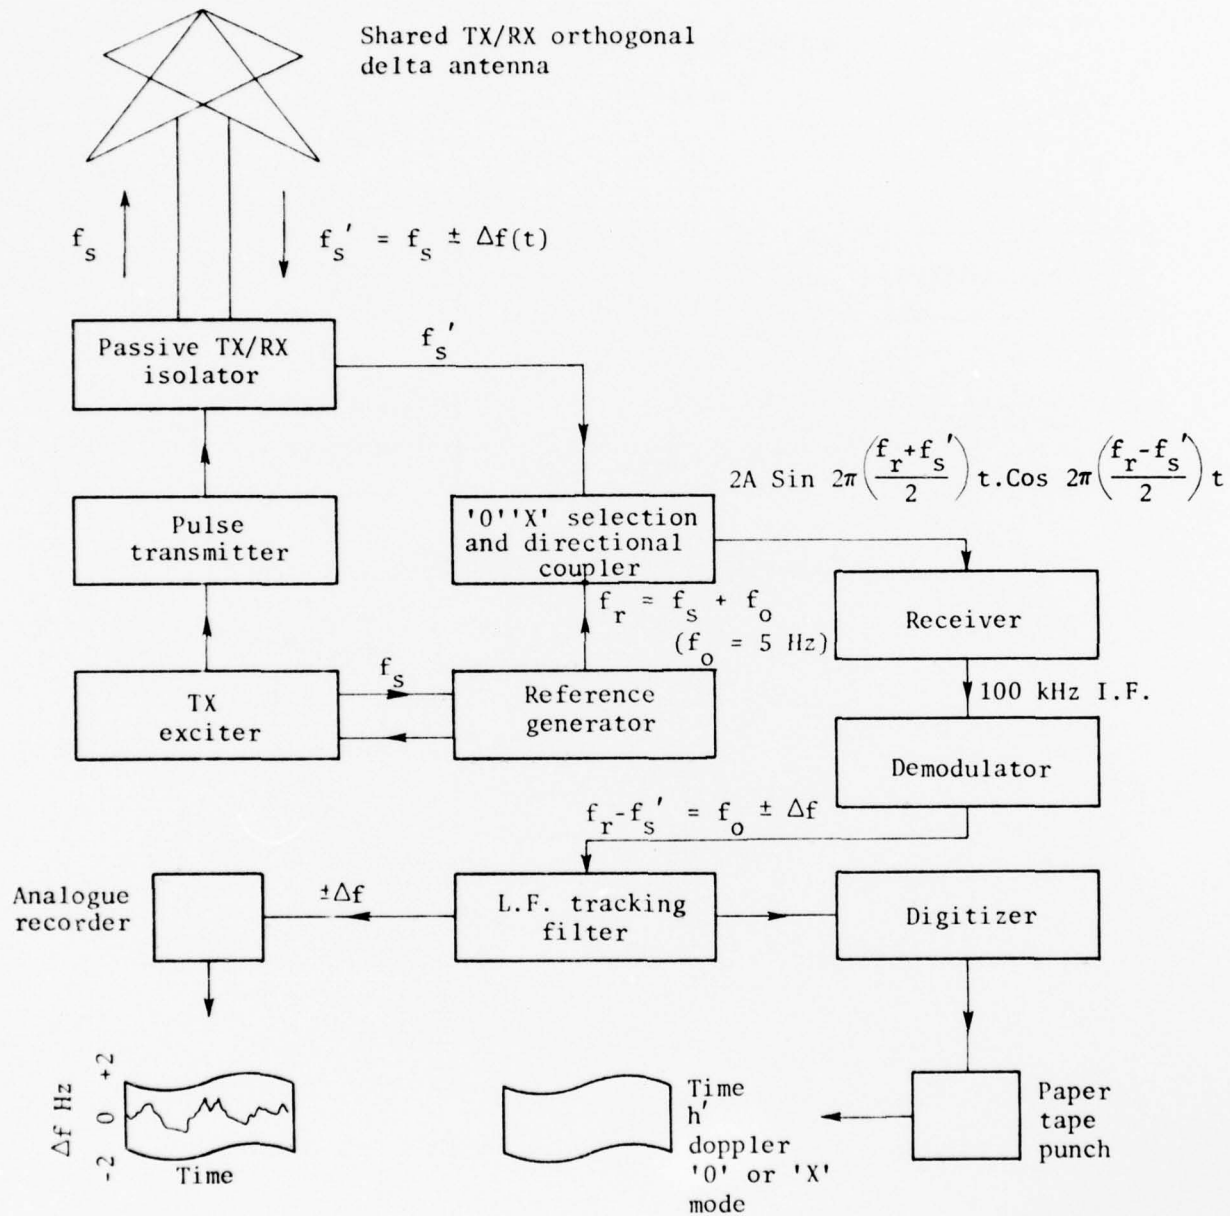 Shared TX/RX orthogonal
delta antenna
f_s
f_s' = f_s ± Δf(t)
Passive TX/RX
isolator
f_s'
2A Sin 2π((f_r+f_s')/2)t.Cos 2π((f_r-f_s')/2)t
Pulse
transmitter
'O''X' selection
and directional
coupler
f_r = f_s + f_o
(f_o = 5 Hz)
Receiver
TX
exciter
f_s
Reference
generator
100 kHz I.F.
Demodulator
f_r-f_s' = f_o ± Δf
Analogue
recorder
±Δf
L.F. tracking
filter
Digitizer
Δf Hz
-2 0 +2
Time
Time
h'
doppler
'O' or 'X'
mode
Paper
tape
punch